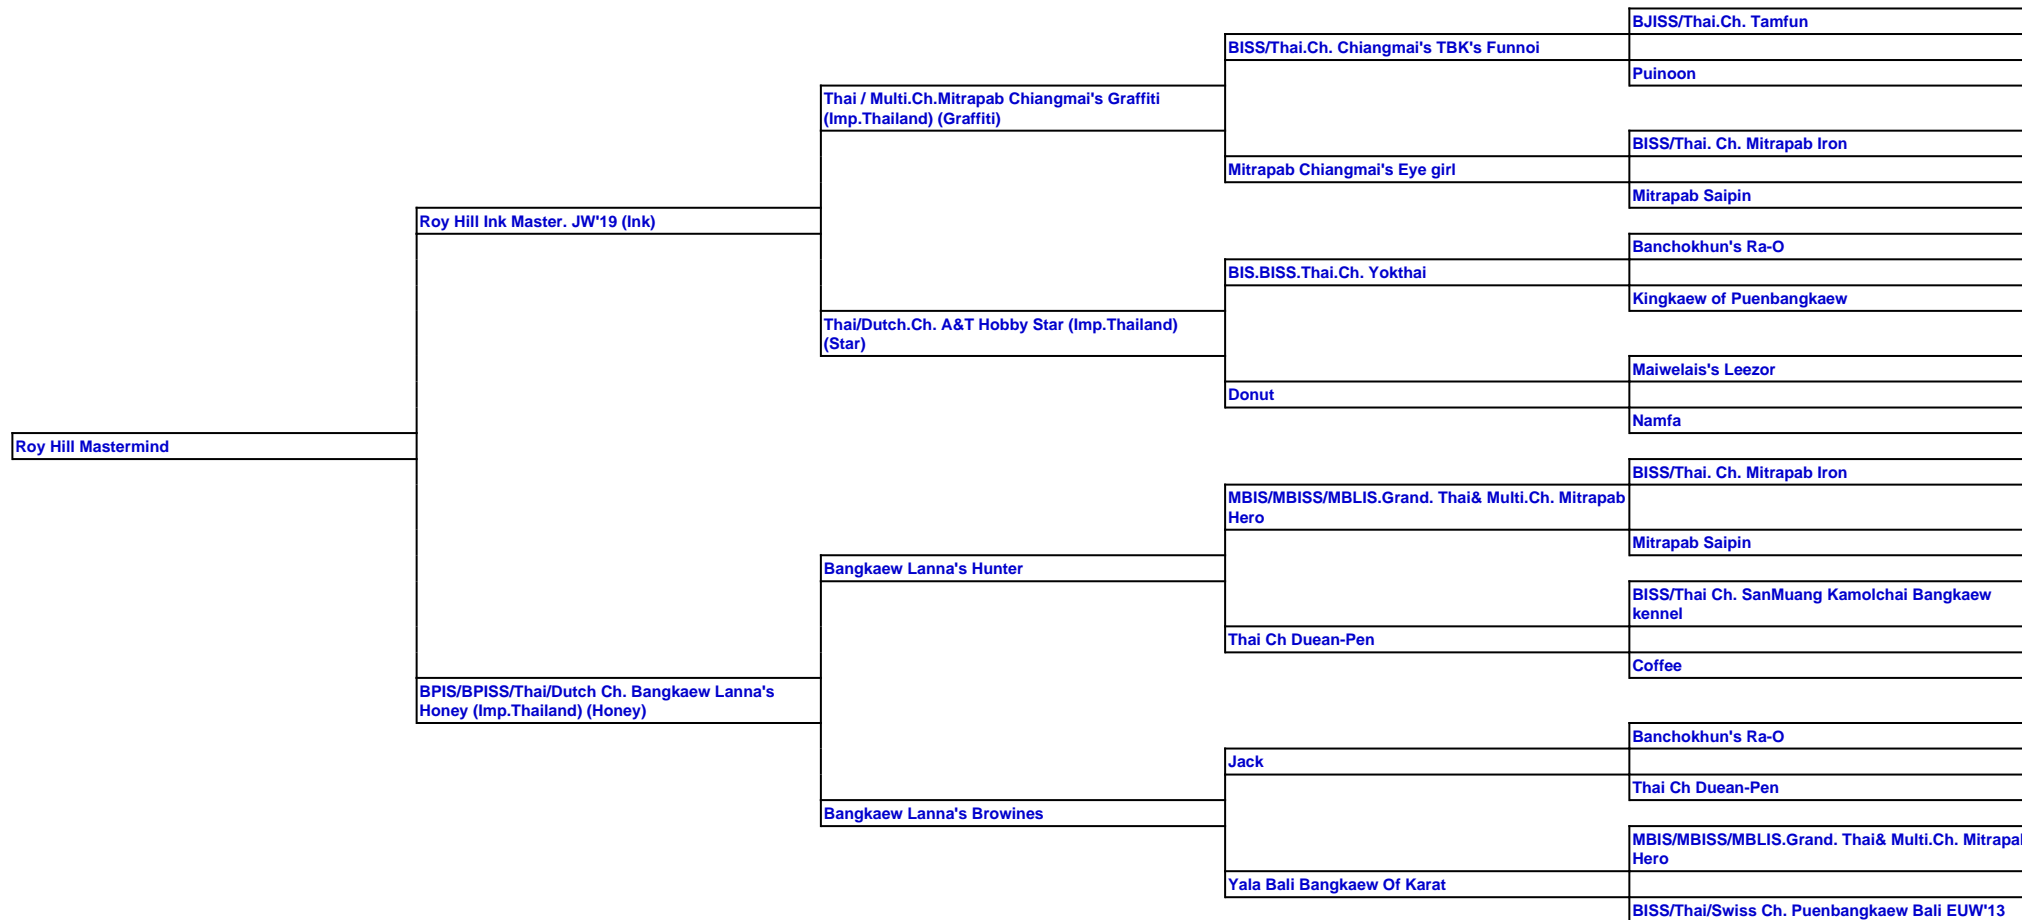 BJISS/Thai.Ch. Tamfun
BISS/Thai.Ch. Chiangmai's TBK's Funnoi
Puinoon
Thai / Multi.Ch.Mitrapab Chiangmai's Graffiti
(Imp.Thailand) (Graffiti)
BISS/Thai. Ch. Mitrapab Iron
Mitrapab Chiangmai's Eye girl
Mitrapab Saipin
Roy Hill Ink Master. JW'19 (Ink)
Banchokhun's Ra-O
BIS.BISS.Thai.Ch. Yokthai
Kingkaew of Puenbangkaew
Thai/Dutch.Ch. A&T Hobby Star (Imp.Thailand)
(Star)
Maiwelais's Leezor
Donut
Namfa
Roy Hill Mastermind
BISS/Thai. Ch. Mitrapab Iron
MBIS/MBISS/MBLIS.Grand. Thai& Multi.Ch. Mitrapab
Hero
Mitrapab Saipin
Bangkaew Lanna's Hunter
BISS/Thai Ch. SanMuang Kamolchai Bangkaew
kennel
Thai Ch Duean-Pen
Coffee
BPIS/BPISS/Thai/Dutch Ch. Bangkaew Lanna's
Honey (Imp.Thailand) (Honey)
Banchokhun's Ra-O
Jack
Thai Ch Duean-Pen
Bangkaew Lanna's Browines
MBIS/MBISS/MBLIS.Grand. Thai& Multi.Ch. Mitrapab
Hero
Yala Bali Bangkaew Of Karat
BISS/Thai/Swiss Ch. Puenbangkaew Bali EUW'13